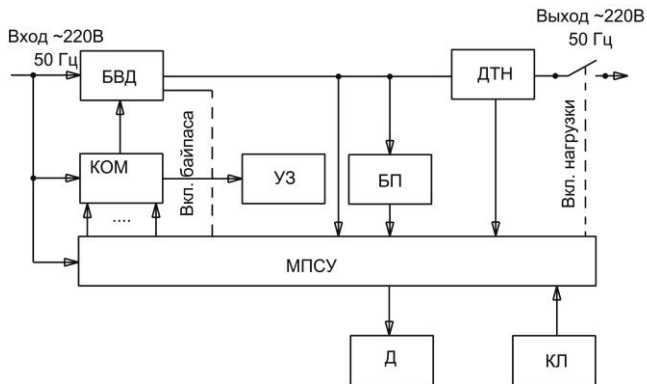 Вход ~220В
50 Гц
Выход ~220В
50 Гц
БВД
ДТН
КОМ
....
Вкл. байпаса
УЗ
БП
Вкл. нагрузки
МПСУ
Д
КЛ